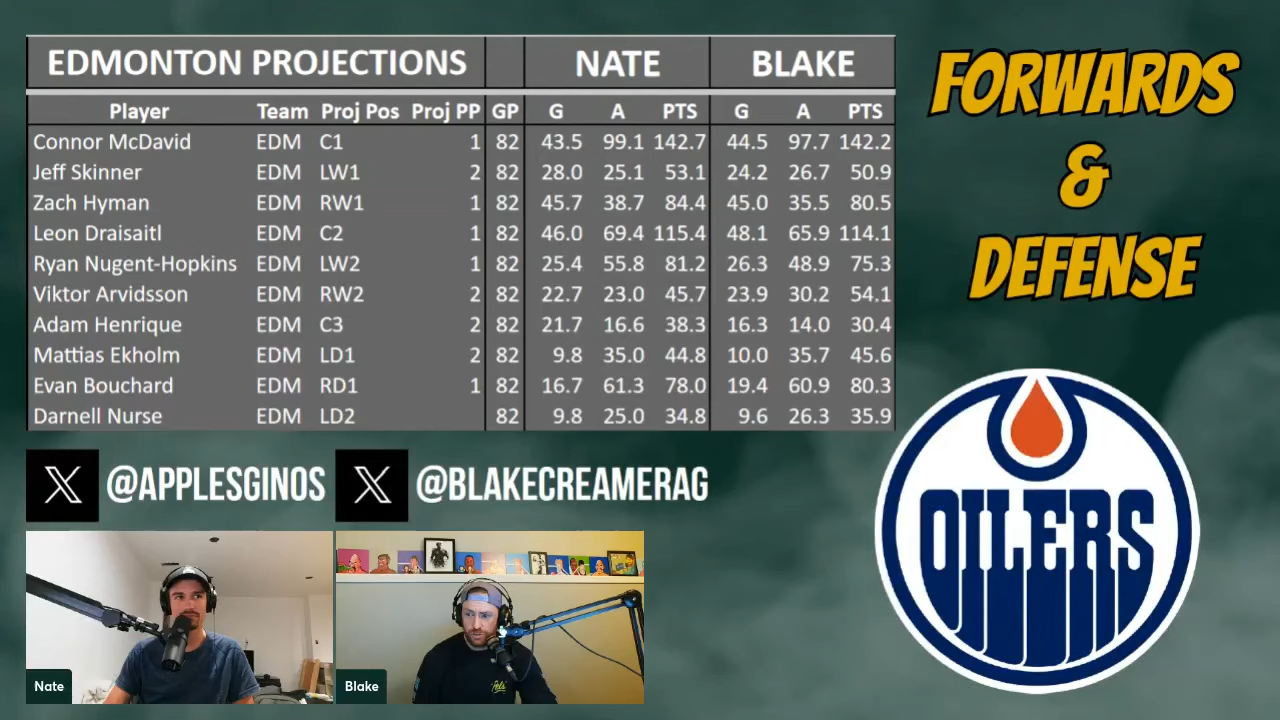 EDMONTON PROJECTIONS NATE BLAKE
Player Team Proj Pos Proj PP GP G A PTS G A PTS
Connor McDavid EDM C1 1 82 43.5 99.1 142.7 44.5 97.7 142.2
Jeff Skinner EDM LW1 2 82 28.0 25.1 53.1 24.2 26.7 50.9
Zach Hyman EDM RW1 1 82 45.7 38.7 84.4 45.0 35.5 80.5
Leon Draisaitl EDM C2 1 82 46.0 69.4 115.4 48.1 65.9 114.1
Ryan Nugent-Hopkins EDM LW2 1 82 25.4 55.8 81.2 26.3 48.9 75.3
Viktor Arvidsson EDM RW2 2 82 22.7 23.0 45.7 23.9 30.2 54.1
Adam Henrique EDM C3 2 82 21.7 16.6 38.3 16.3 14.0 30.4
Mattias Ekholm EDM LD1 2 82 9.8 35.0 44.8 10.0 35.7 45.6
Evan Bouchard EDM RD1 1 82 16.7 61.3 78.0 19.4 60.9 80.3
Darnell Nurse EDM LD2 82 9.8 25.0 34.8 9.6 26.3 35.9
FORWARDS
&
DEFENSE
OILERS
@APPLESGINOS
@BLAKECREAMERAG
Nate
Blake